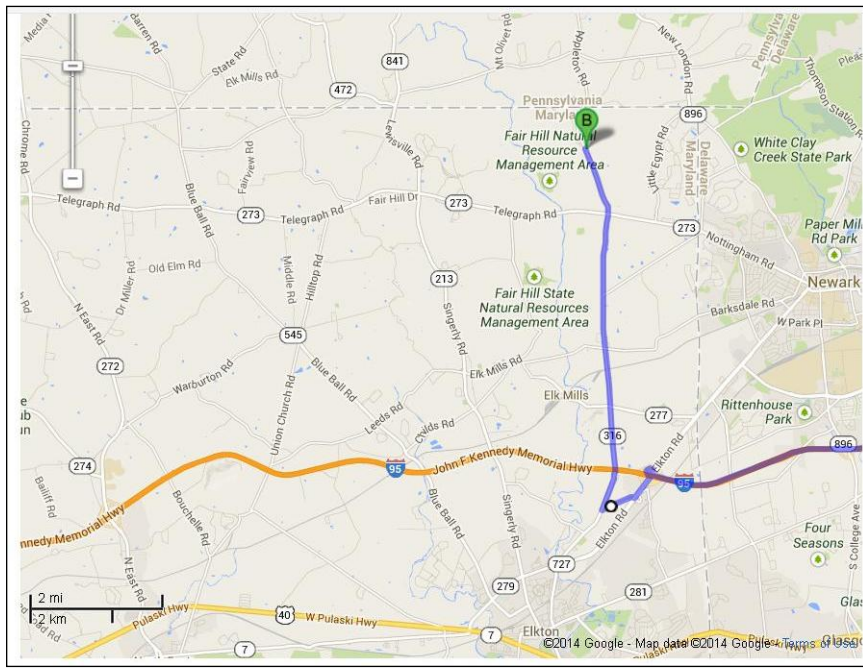 Media
Barren Rd
State Rd
Elk Mills Rd
472
841
Mt Olivet Rd
Appleton Rd
New London Rd
Pennsylvania
Delaware
Thompson Station Rd
Chrome Rd
Lewisville Rd
Pennsylvania
Maryland
B
896
Fair Hill Natural
Resource
Management Area
Little Egypt Rd
Delaware
Maryland
White Clay
Creek State Park
Fairview Rd
Blue Ball Rd
Telegraph Rd
273
Telegraph Rd
Fair Hill Dr
273
Telegraph Rd
273
Nottingham Rd
Paper Mill
Rd Park
Old Elm Rd
Dr Miller Rd
Middle Rd
Hilltop Rd
213
Singerly Rd
Fair Hill State
Natural Resources
Management Area
Newark
Barksdale Rd
W Park Pl
N East Rd
272
545
Blue Ball Rd
Warburton Rd
Union Church Rd
Elk Mills Rd
Leeds Rd
Childs Rd
Elk Mills
277
Rittenhouse
Park
316
Elkton Rd
896
274
95
John F Kennedy Memorial Hwy
95
Bailiff Rd
Kennedy Memorial Hwy
Bouchelle Rd
Blue Ball Rd
Singerly Rd
Elkton Rd
Four
Seasons
S College Ave
N East Rd
727
279
281
2 mi
2 km
Pulaski Hwy
40
W Pulaski Hwy
7
7
Elkton
Pulaski Hwy
Glasgow
©2014 Google - Map data ©2014 Google - Terms of Use